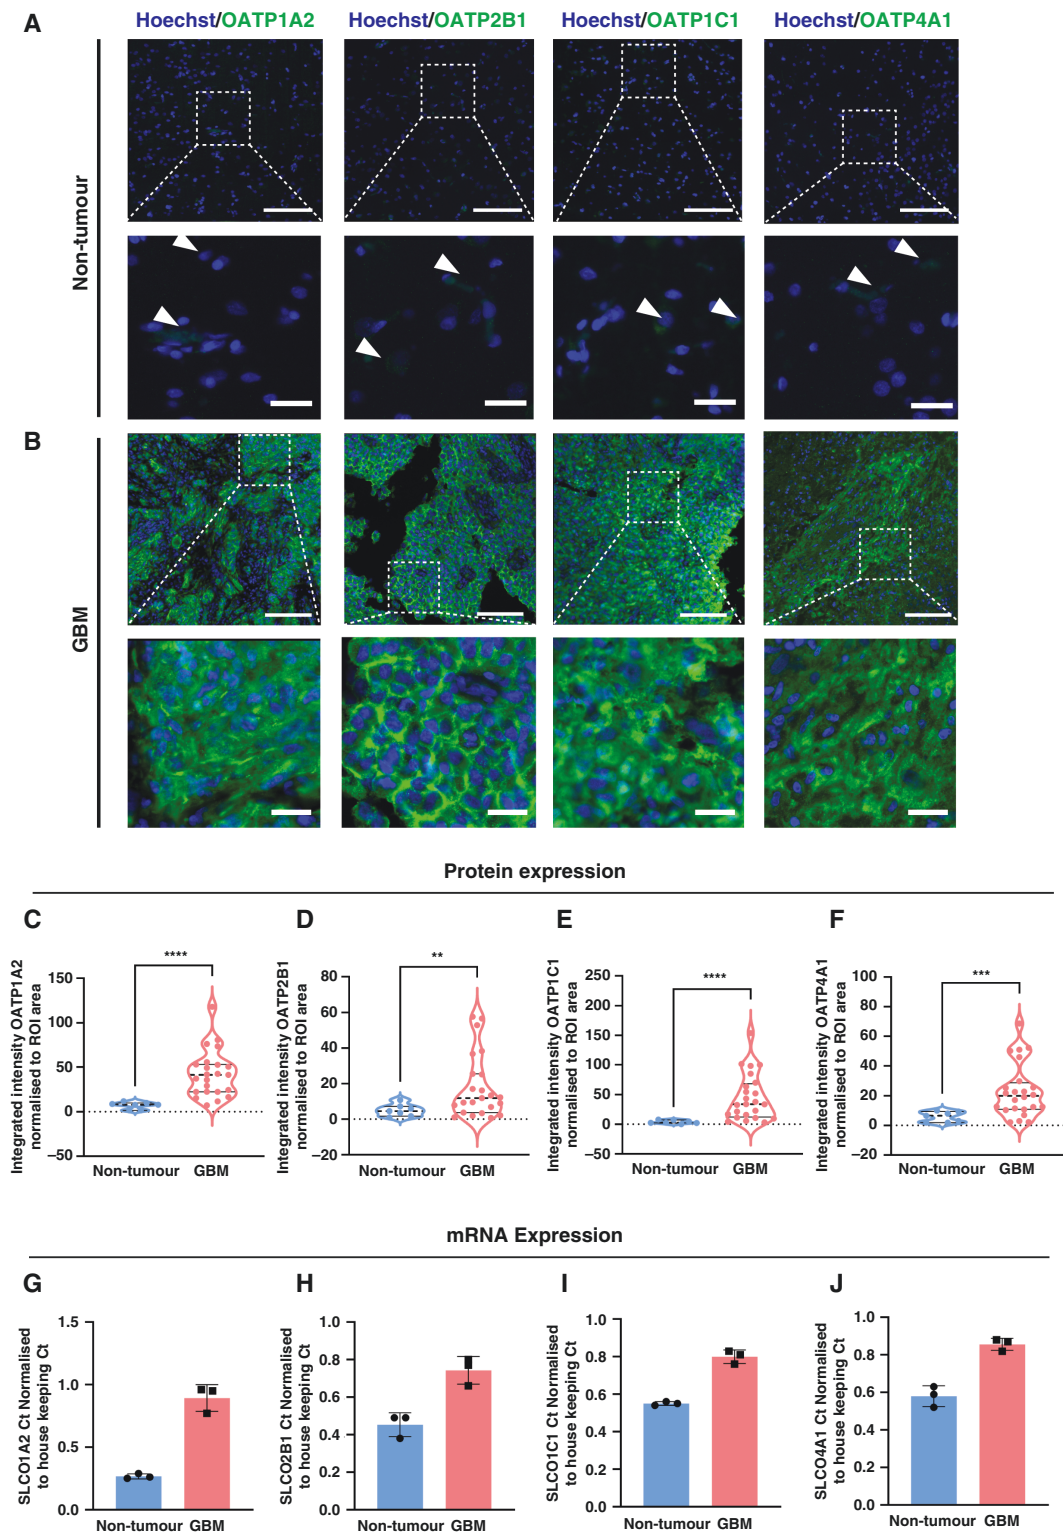 A
Hoechst/OATP1A2
Hoechst/OATP2B1
Hoechst/OATP1C1
Hoechst/OATP4A1
Non-tumour
B
GBM
Protein expression
C
Integrated intensity OATP1A2
normalised to ROI area
150
100
50
0
–50
****
Non-tumour
GBM
D
Integrated intensity OATP2B1
normalised to ROI area
80
60
40
20
0
–20
**
Non-tumour
GBM
E
Integrated intensity OATP1C1
normalised to ROI area
250
200
150
100
50
0
–50
****
Non-tumour
GBM
F
Integrated intensity OATP4A1
normalised to ROI area
100
80
60
40
20
0
–20
***
Non-tumour
GBM
mRNA Expression
G
SLCO1A2 Ct Normalised
to house keeping Ct
1.5
1.0
0.5
0.0
Non-tumour
GBM
H
SLCO2B1 Ct Normalised
to house keeping Ct
1.0
0.8
0.6
0.4
0.2
0.0
Non-tumour
GBM
I
SLCO1C1 Ct Normalised
to house keeping Ct
1.0
0.8
0.6
0.4
0.2
0.0
Non-tumour
GBM
J
SLCO4A1 Ct Normalised
to house keeping Ct
1.0
0.8
0.6
0.4
0.2
0.0
Non-tumour
GBM